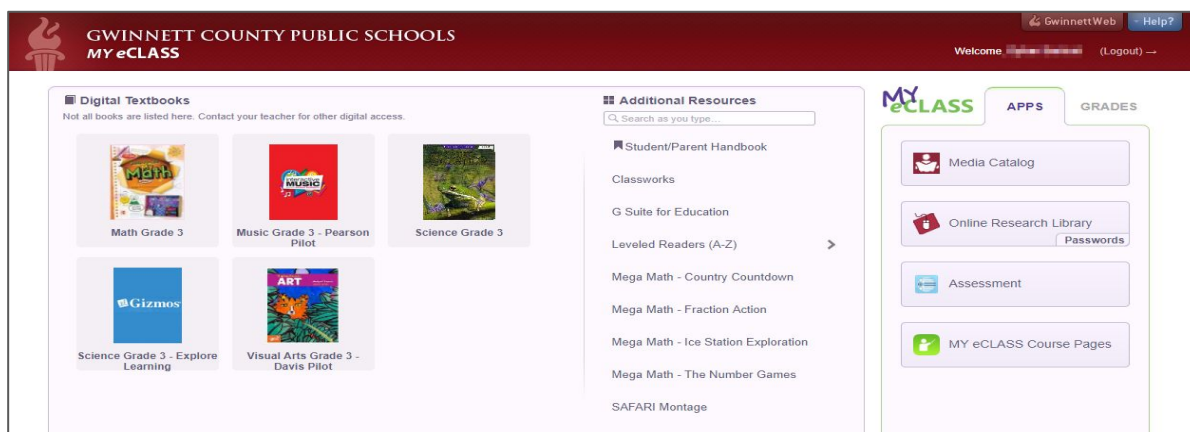 GWINNETT COUNTY PUBLIC SCHOOLS
MY eCLASS
GwinnettWeb
Help?
Welcome
(Logout) →
Digital Textbooks
Not all books are listed here. Contact your teacher for other digital access.
Math
Math Grade 3
interactive
MUSIC
Music Grade 3 - Pearson
Pilot
Science Grade 3
Gizmos
Science Grade 3 - Explore
Learning
ART
Visual Arts Grade 3 -
Davis Pilot
Additional Resources
Search as you type...
Student/Parent Handbook
Classworks
G Suite for Education
Leveled Readers (A-Z)
Mega Math - Country Countdown
Mega Math - Fraction Action
Mega Math - Ice Station Exploration
Mega Math - The Number Games
SAFARI Montage
MY eCLASS
APPS
GRADES
Media Catalog
Online Research Library
Passwords
Assessment
MY eCLASS Course Pages